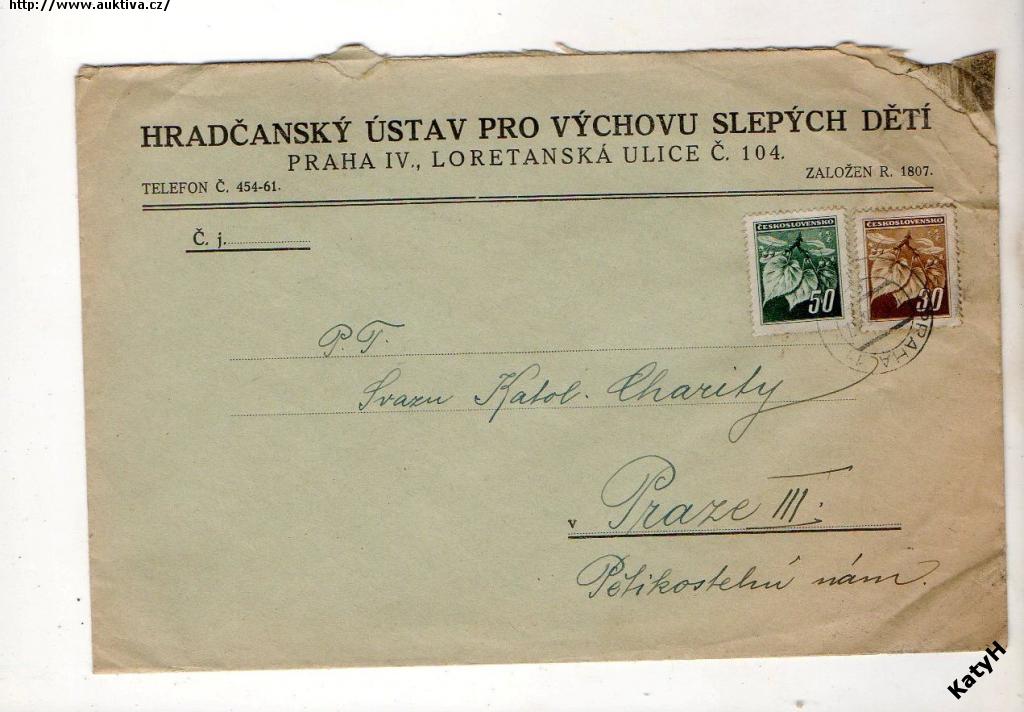 http://www.auktiva.cz/
HRADČANSKÝ ÚSTAV PRO VÝCHOVU SLEPÝCH DĚTÍ
PRAHA IV., LORETANSKÁ ULICE Č. 104.
TELEFON Č. 454-61.
ZALOŽEN R. 1807.
Č. j.
ČESKOSLOVENSKO
50
ČESKOSLOVENSKO
30
PRAHA
P. T.
Svazu Katol. Charity
v Praze III.
Pětikostelní nám.
KatyH